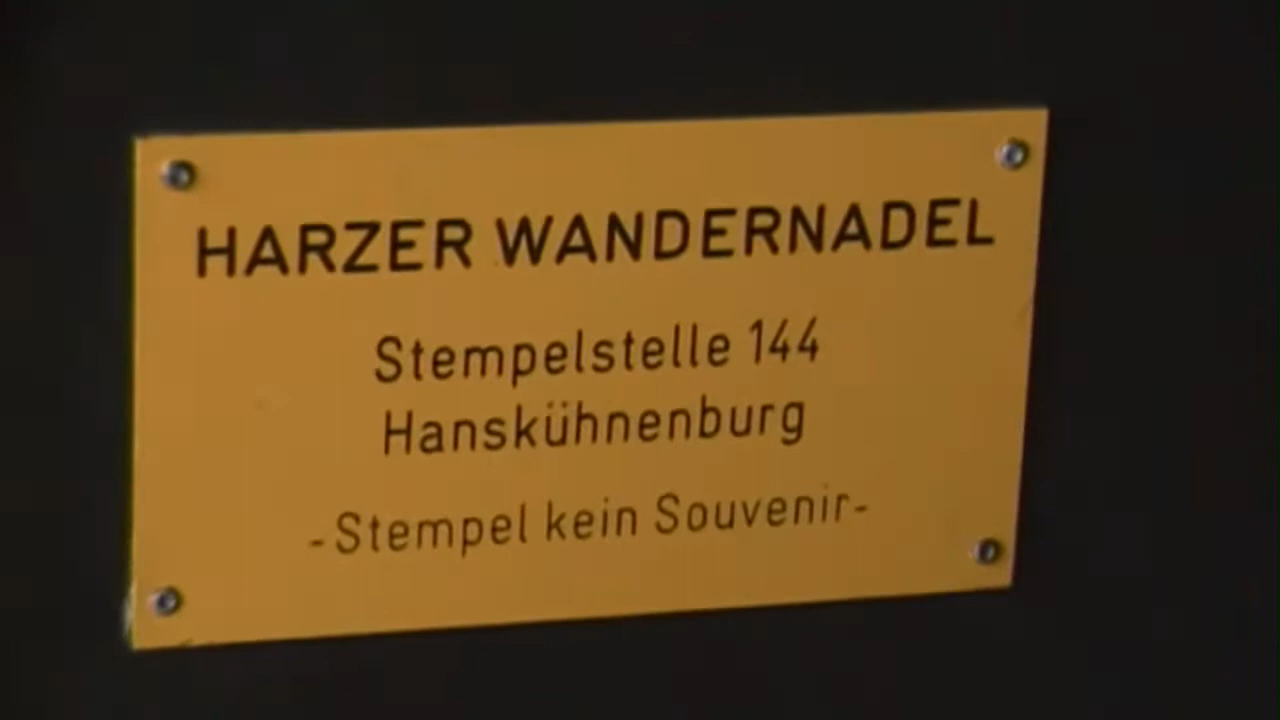 HARZER WANDERNADEL
Stempelstelle 144
Hanskühnenburg
-Stempel kein Souvenir-